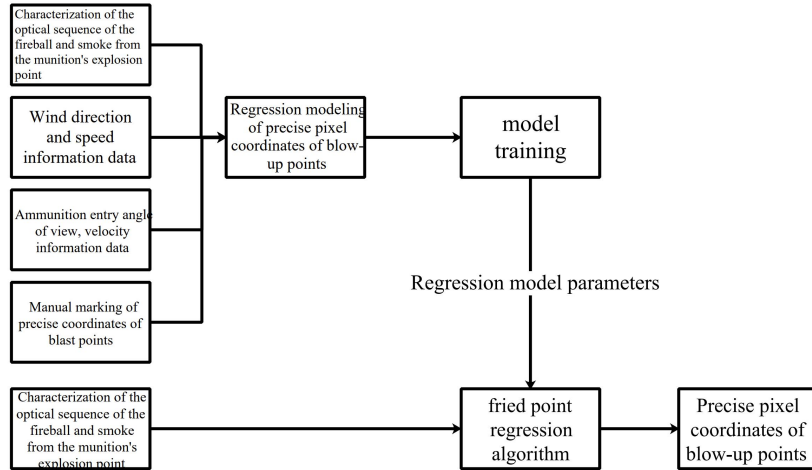 Characterization of the
optical sequence of the
fireball and smoke from
the munition's explosion
point
Wind direction
and speed
information data
Ammunition entry angle
of view, velocity
information data
Manual marking of
precise coordinates of
blast points
Regression modeling
of precise pixel
coordinates of blow-
up points
model
training
Regression model parameters
Characterization of the
optical sequence of the
fireball and smoke
from the munition's
explosion point
fried point
regression
algorithm
Precise pixel
coordinates of
blow-up points